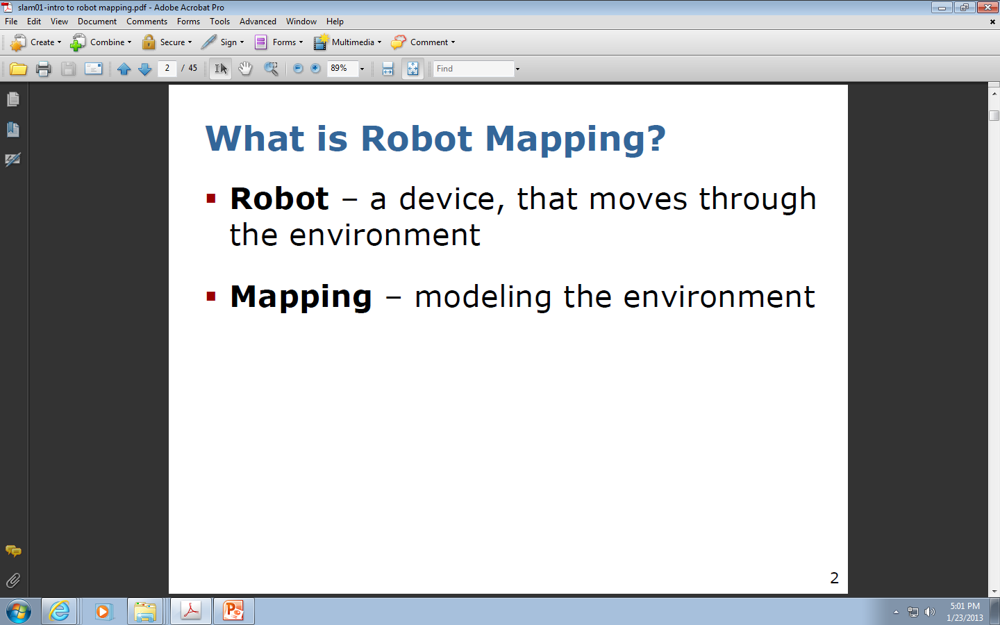 slam01-intro to robot mapping.pdf - Adobe Acrobat Pro
File Edit View Document Comments Forms Tools Advanced Window Help
Create Combine Secure Sign Forms Multimedia Comment
2 / 45 89% Find
What is Robot Mapping?
Robot – a device, that moves through
the environment
Mapping – modeling the environment
2
5:01 PM
1/23/2013